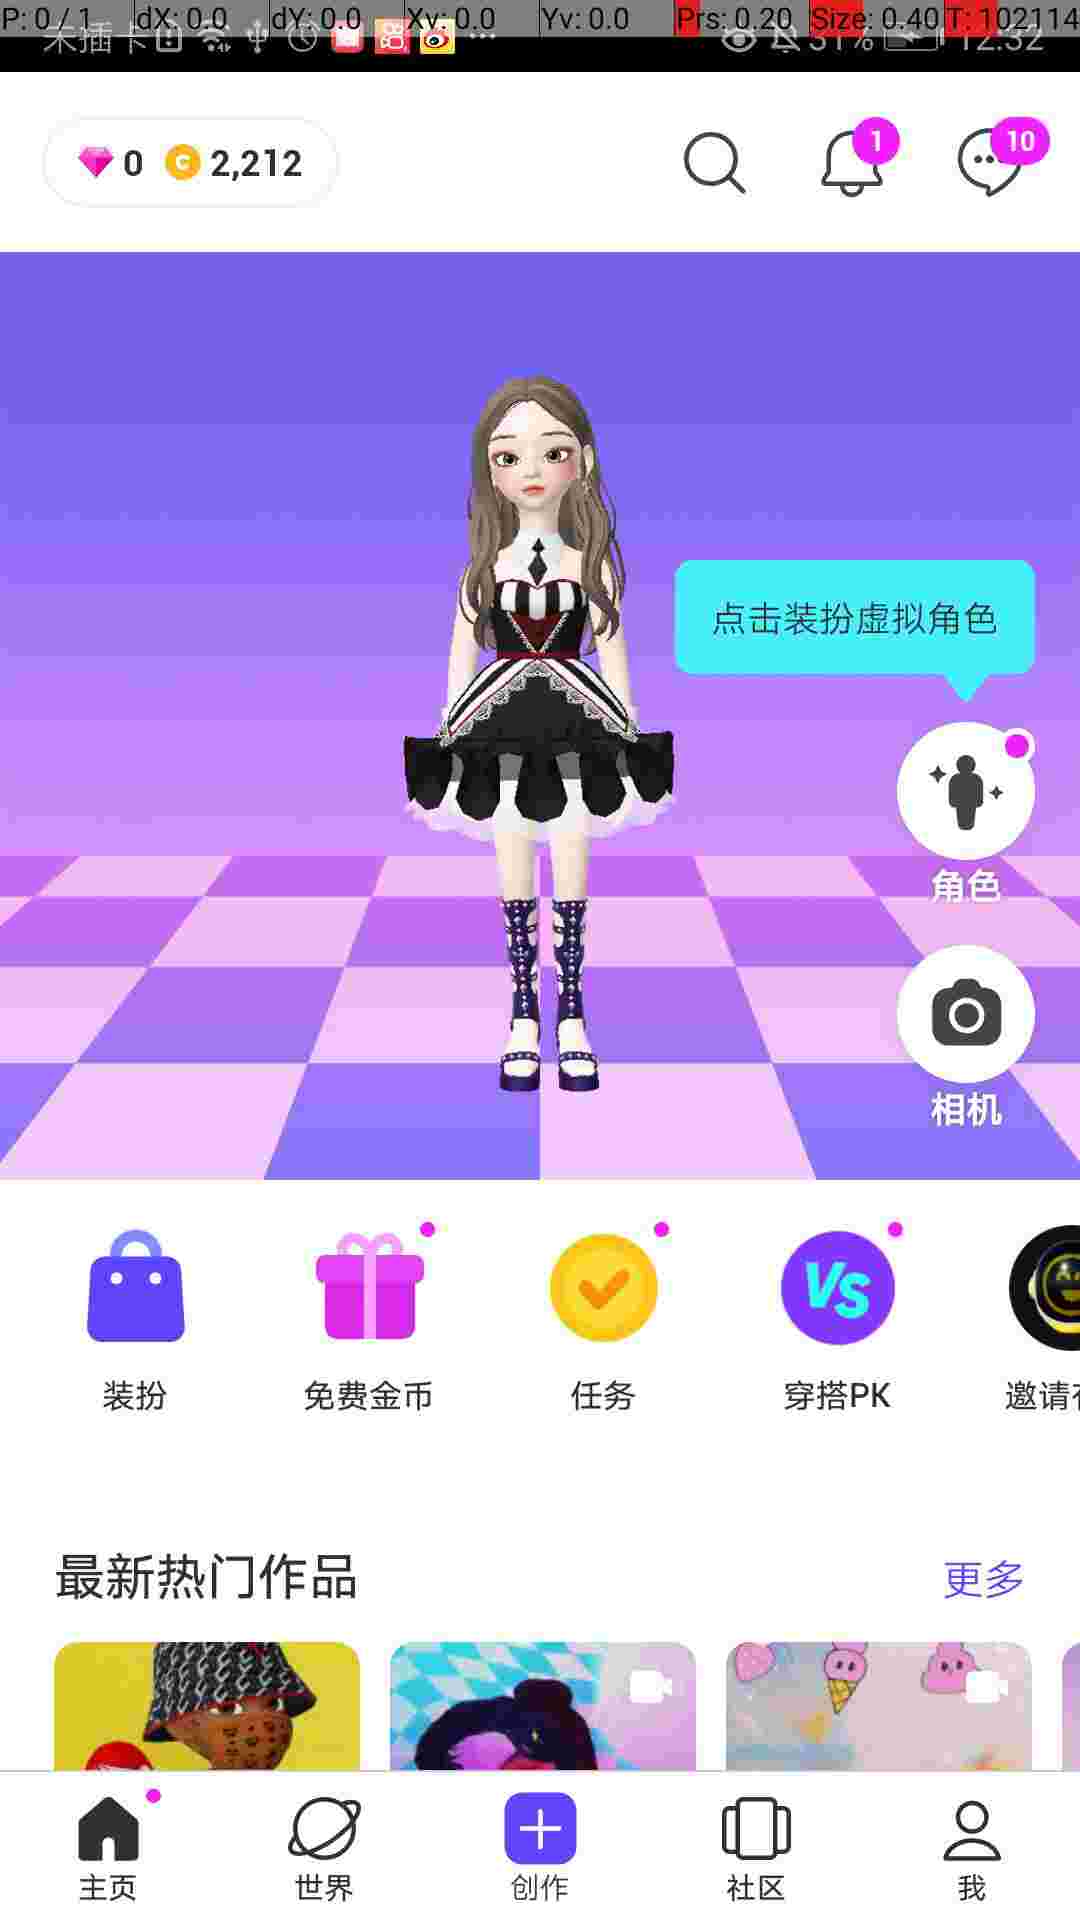 P: 0 / 1 dX: 0.0 dY: 0.0 Xv: 0.0 Yv: 0.0 Prs: 0.20 Size: 0.40 T: 102114
未插卡 31% 12:32
0 C 2,212 1 10
点击装扮虚拟角色
角色
相机
VS
装扮 免费金币 任务 穿搭PK 邀请
最新热门作品 更多
主页 世界 创作 社区 我